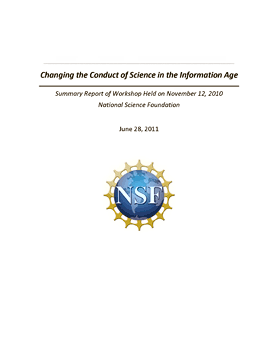 Changing the Conduct of Science in the Information Age
Summary Report of Workshop Held on November 12, 2010
National Science Foundation
June 28, 2011
NSF